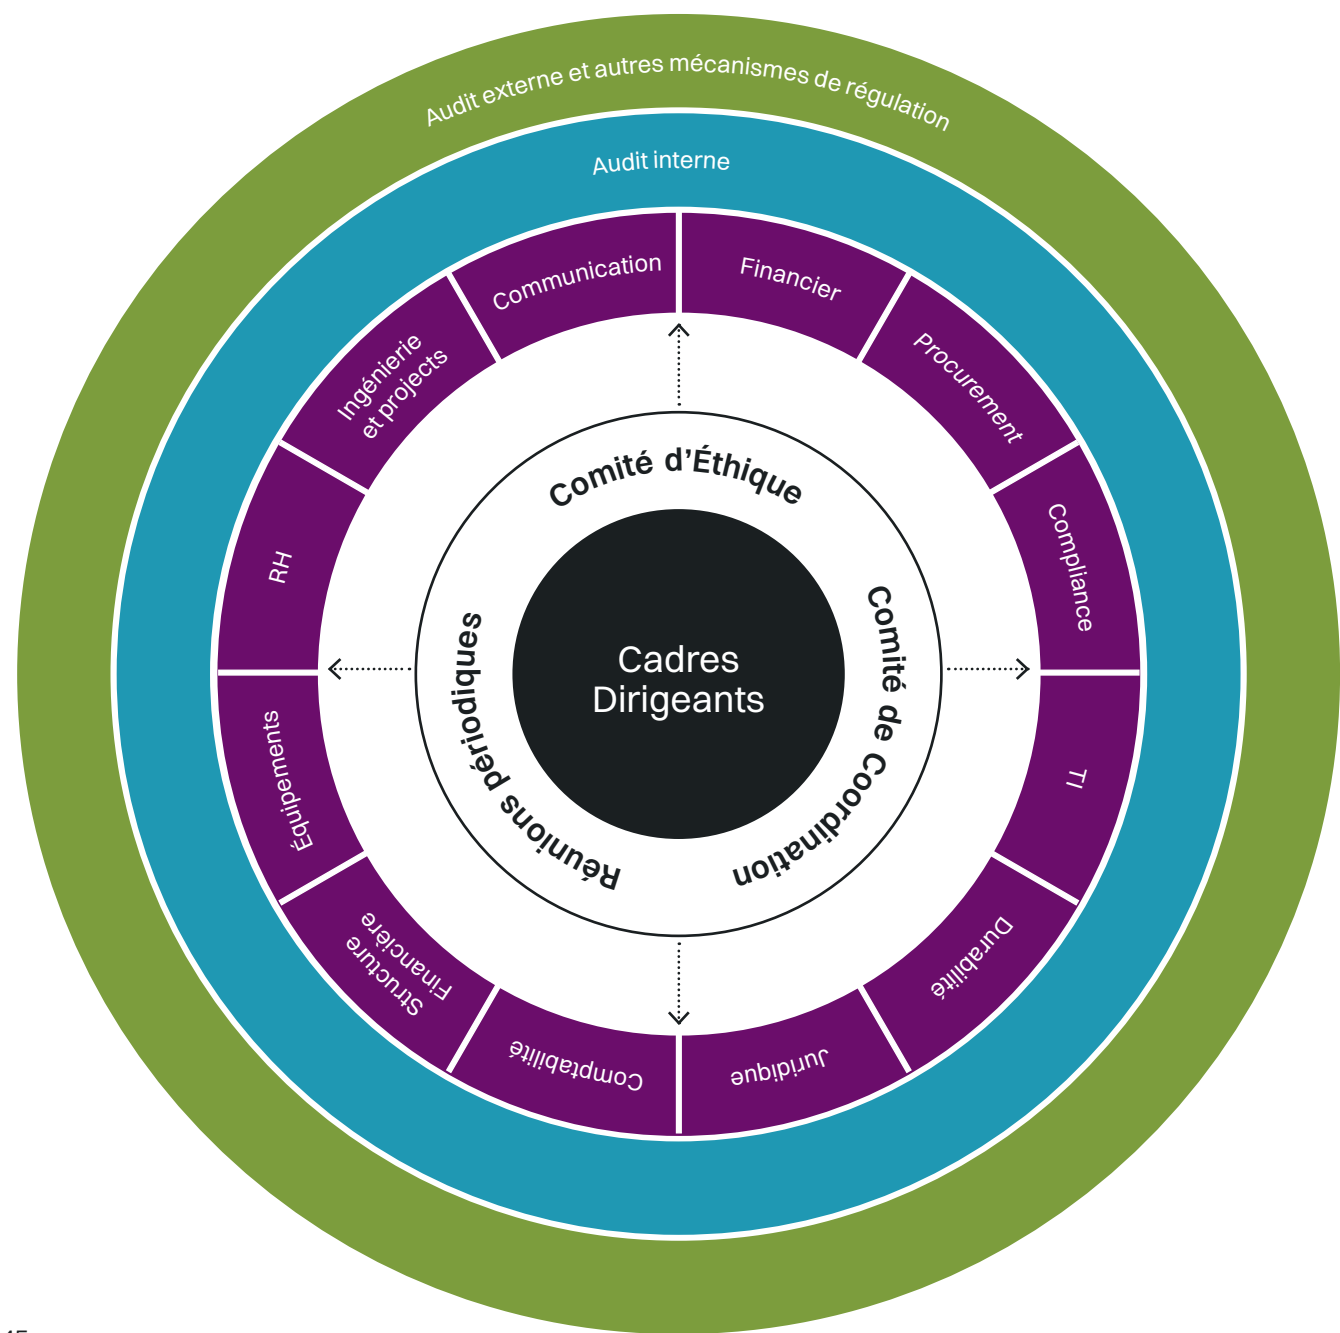 Audit externe et autres mécanismes de régulation
Audit interne
Communication
Financier
Procurement
Compliance
TI
Durabilité
Juridique
Comptabilité
Structure
Financière
Équipements
RH
Ingénierie
et projects
Comité d’Éthique
Comité de Coordination
Réunions périodiques
Cadres
Dirigeants